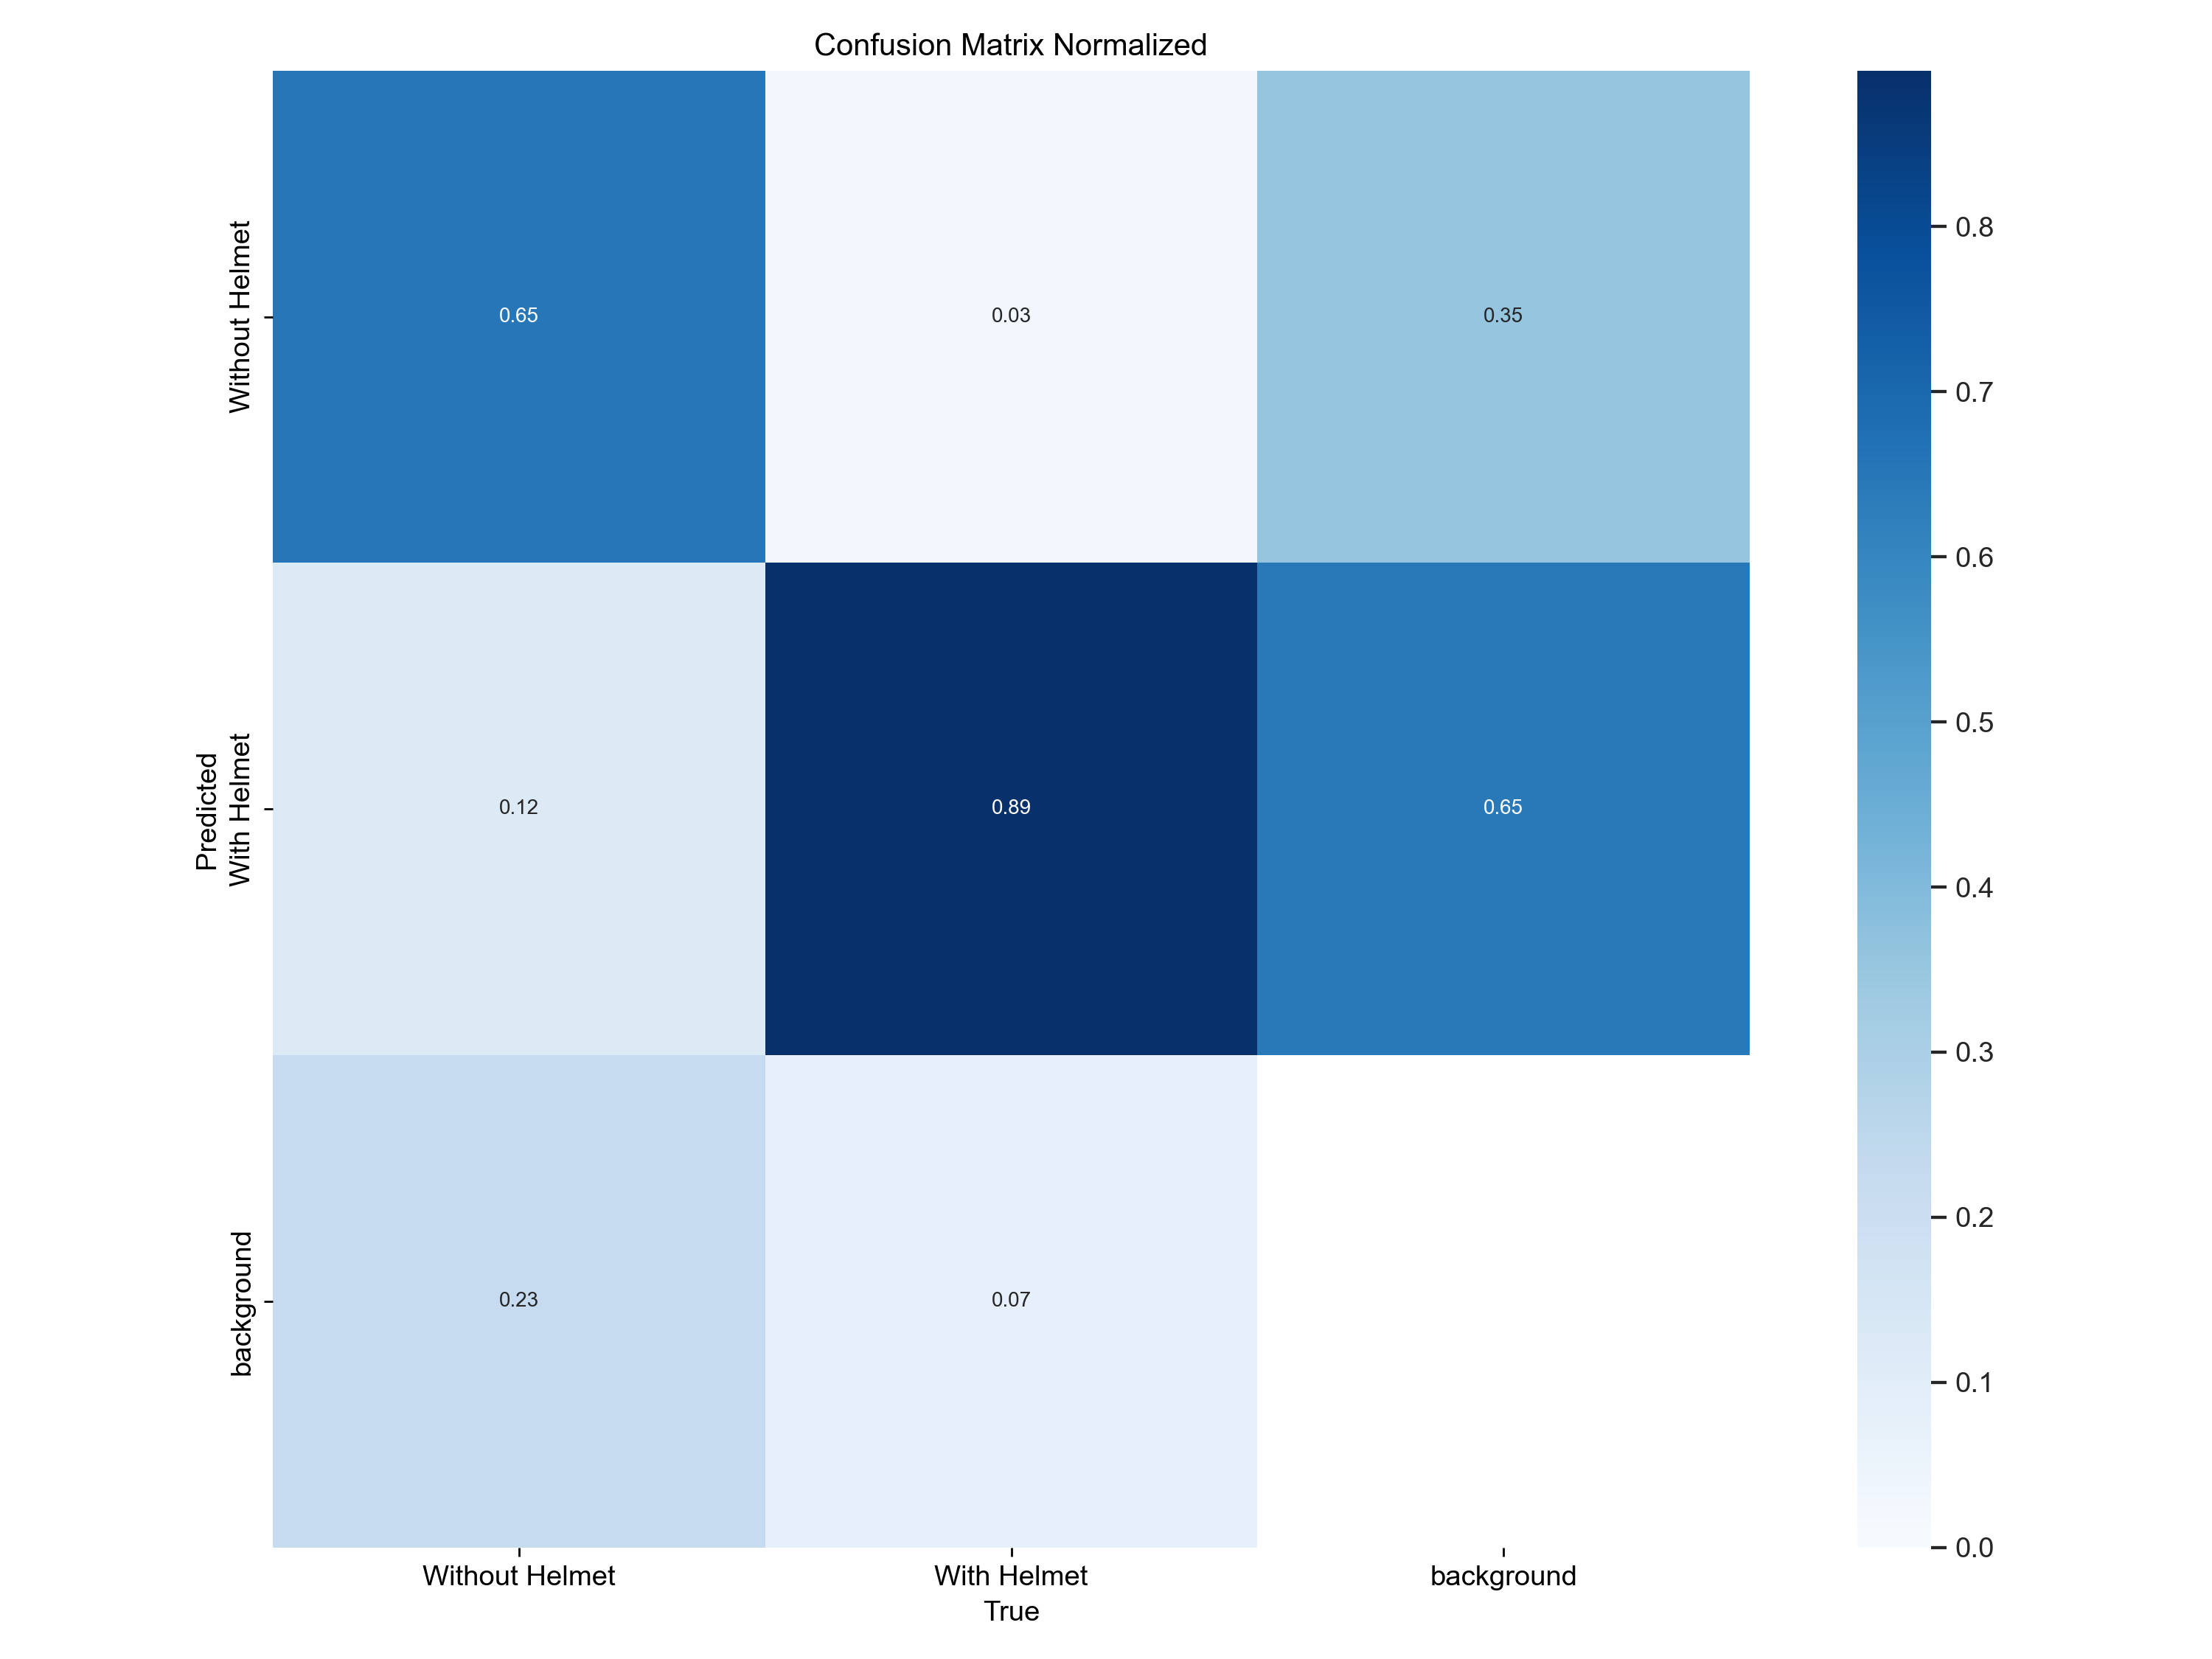 Confusion Matrix Normalized
Without Helmet
0.65
0.03
0.35
Predicted
With Helmet
0.12
0.89
0.65
background
0.23
0.07
Without Helmet
With Helmet
background
True
0.8
0.7
0.6
0.5
0.4
0.3
0.2
0.1
0.0